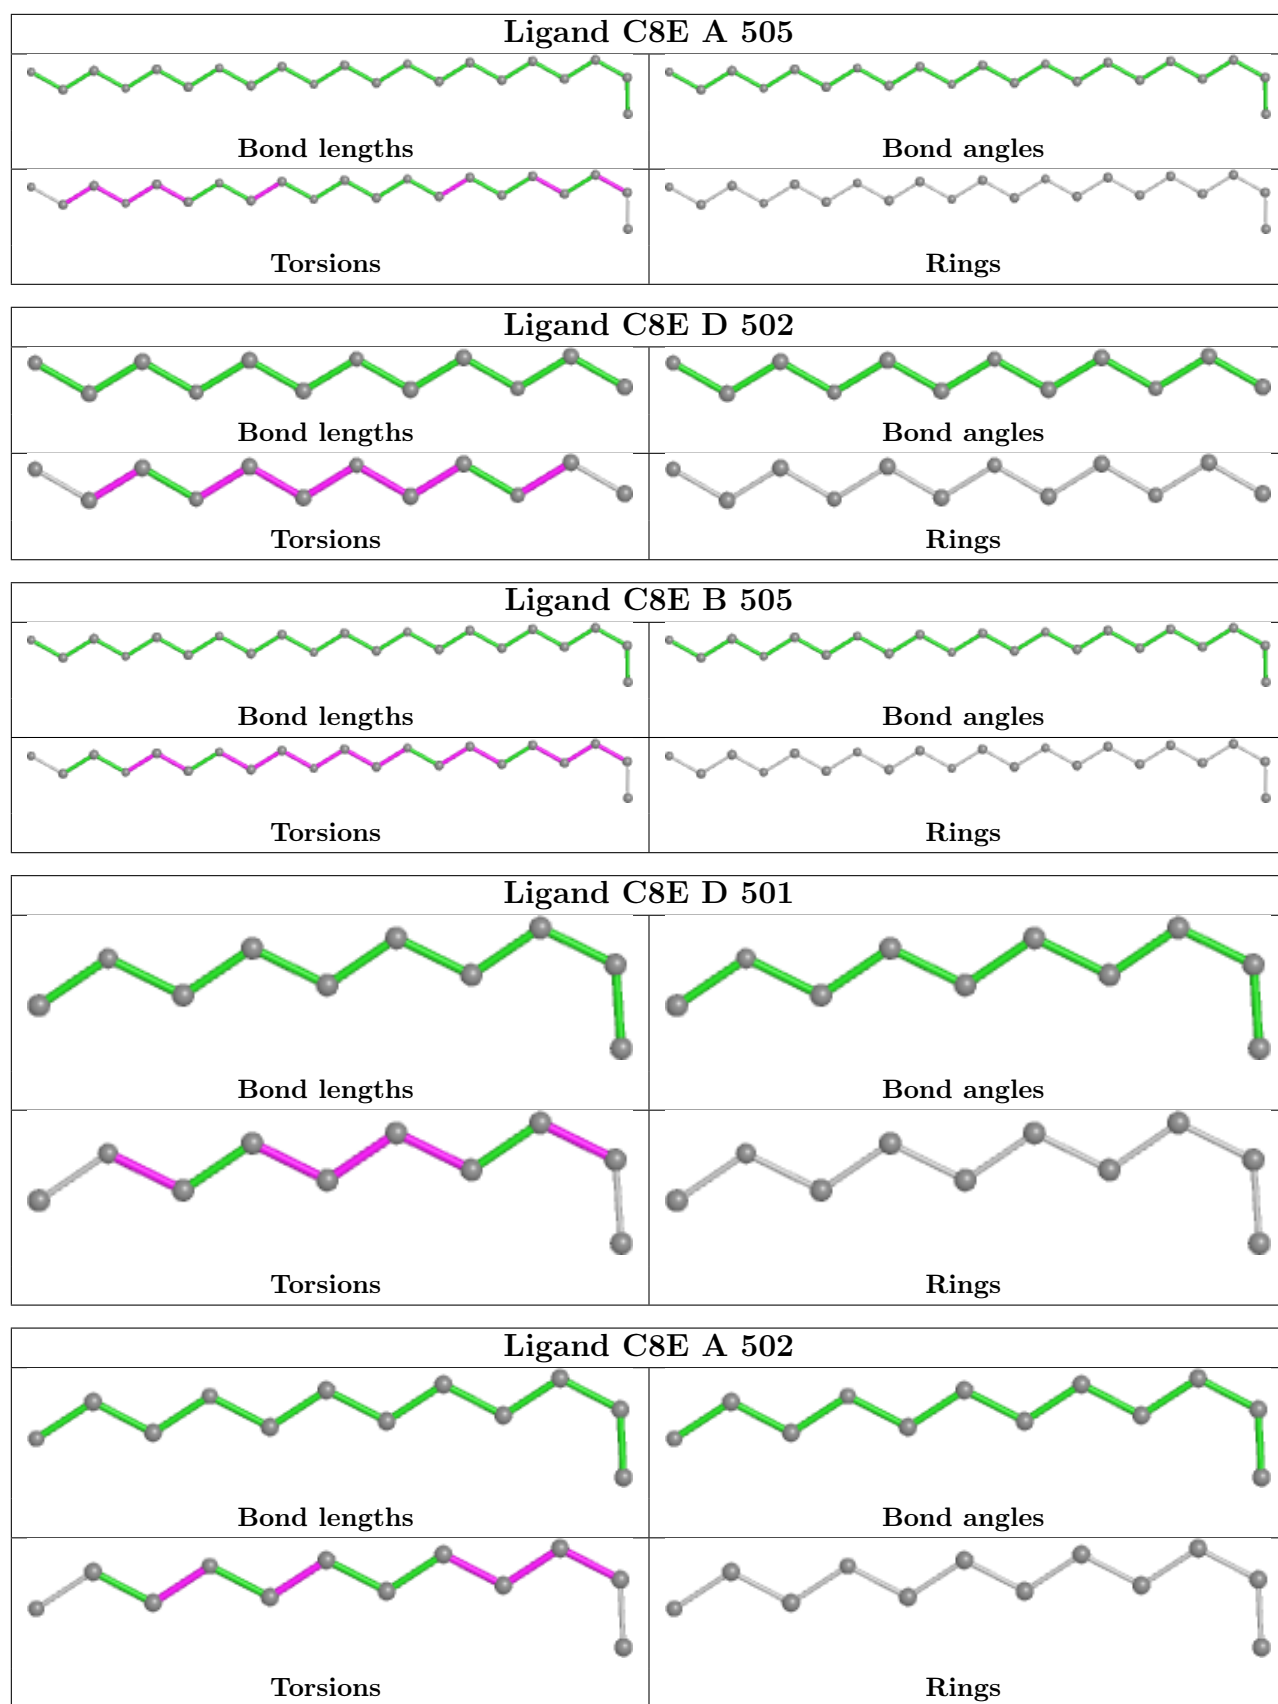 Ligand C8E A 505
Bond lengths
Bond angles
Torsions
Rings
Ligand C8E D 502
Bond lengths
Bond angles
Torsions
Rings
Ligand C8E B 505
Bond lengths
Bond angles
Torsions
Rings
Ligand C8E D 501
Bond lengths
Bond angles
Torsions
Rings
Ligand C8E A 502
Bond lengths
Bond angles
Torsions
Rings